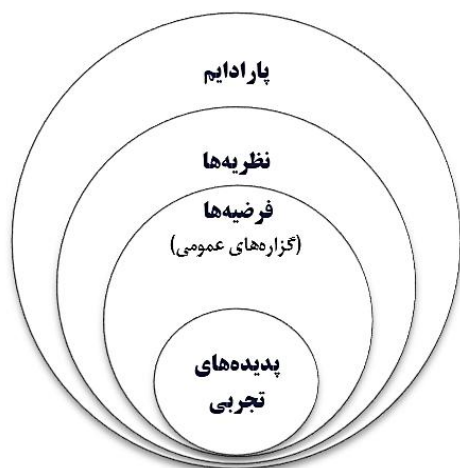 پارادایم
نظریه‌ها
فرضیه‌ها
(گزاره‌های عمومی)
پدیده‌های
تجربی